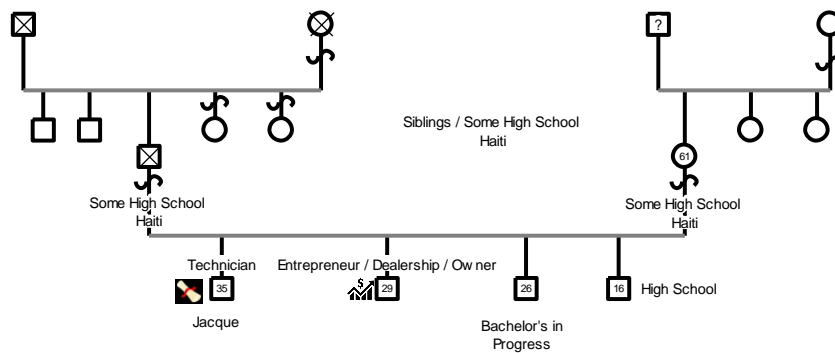 ?
Siblings / Some High School
Haiti
61
Some High School
Haiti
Some High School
Haiti
Technician
Entrepreneur / Dealership / Owner
$
35
29
26
16
High School
Jacque
Bachelor's in
Progress